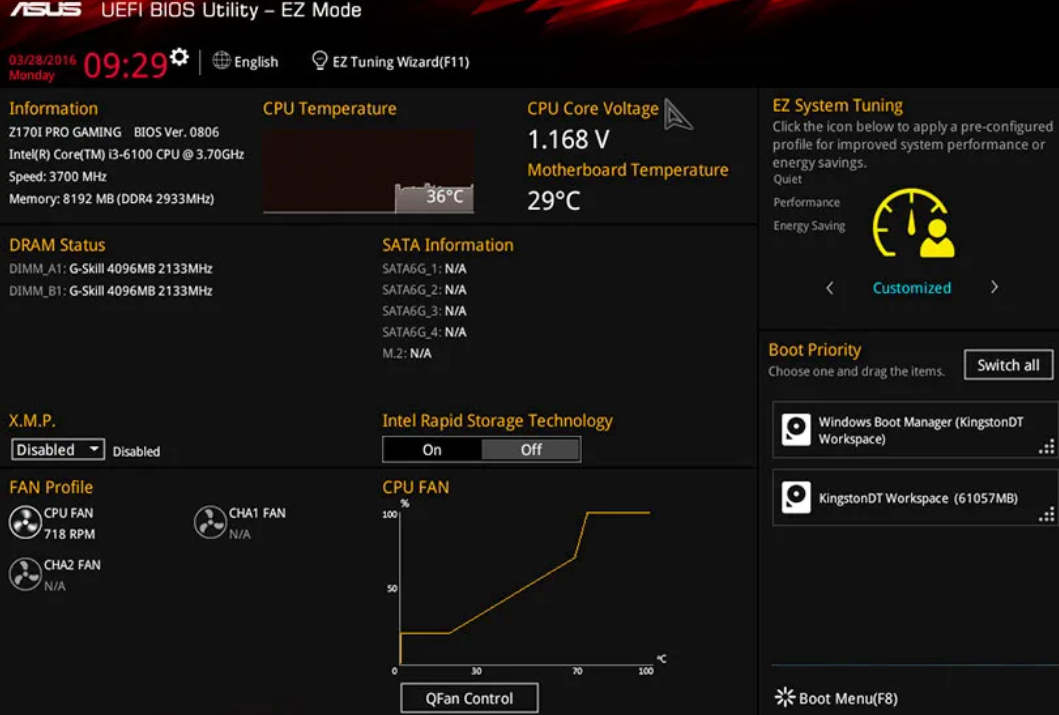 ASUS UEFI BIOS Utility – EZ Mode
03/28/2016
Monday
09:29
English
EZ Tuning Wizard(F11)
Information
Z170I PRO GAMING BIOS Ver. 0806
Intel(R) Core(TM) i3-6100 CPU @ 3.70GHz
Speed: 3700 MHz
Memory: 8192 MB (DDR4 2933MHz)
CPU Temperature
36°C
CPU Core Voltage
1.168 V
Motherboard Temperature
29°C
EZ System Tuning
Click the icon below to apply a pre-configured
profile for improved system performance or
energy savings.
Quiet
Performance
Energy Saving
Customized
DRAM Status
DIMM_A1: G-Skill 4096MB 2133MHz
DIMM_B1: G-Skill 4096MB 2133MHz
SATA Information
SATA6G_1: N/A
SATA6G_2: N/A
SATA6G_3: N/A
SATA6G_4: N/A
M.2: N/A
Boot Priority
Choose one and drag the items.
Switch all
Windows Boot Manager (KingstonDT
Workspace)
KingstonDT Workspace (61057MB)
X.M.P.
Disabled
Disabled
Intel Rapid Storage Technology
On
Off
FAN Profile
CPU FAN
718 RPM
CHA1 FAN
N/A
CHA2 FAN
N/A
CPU FAN
%
100
50
0
30
70
100
°C
QFan Control
Boot Menu(F8)